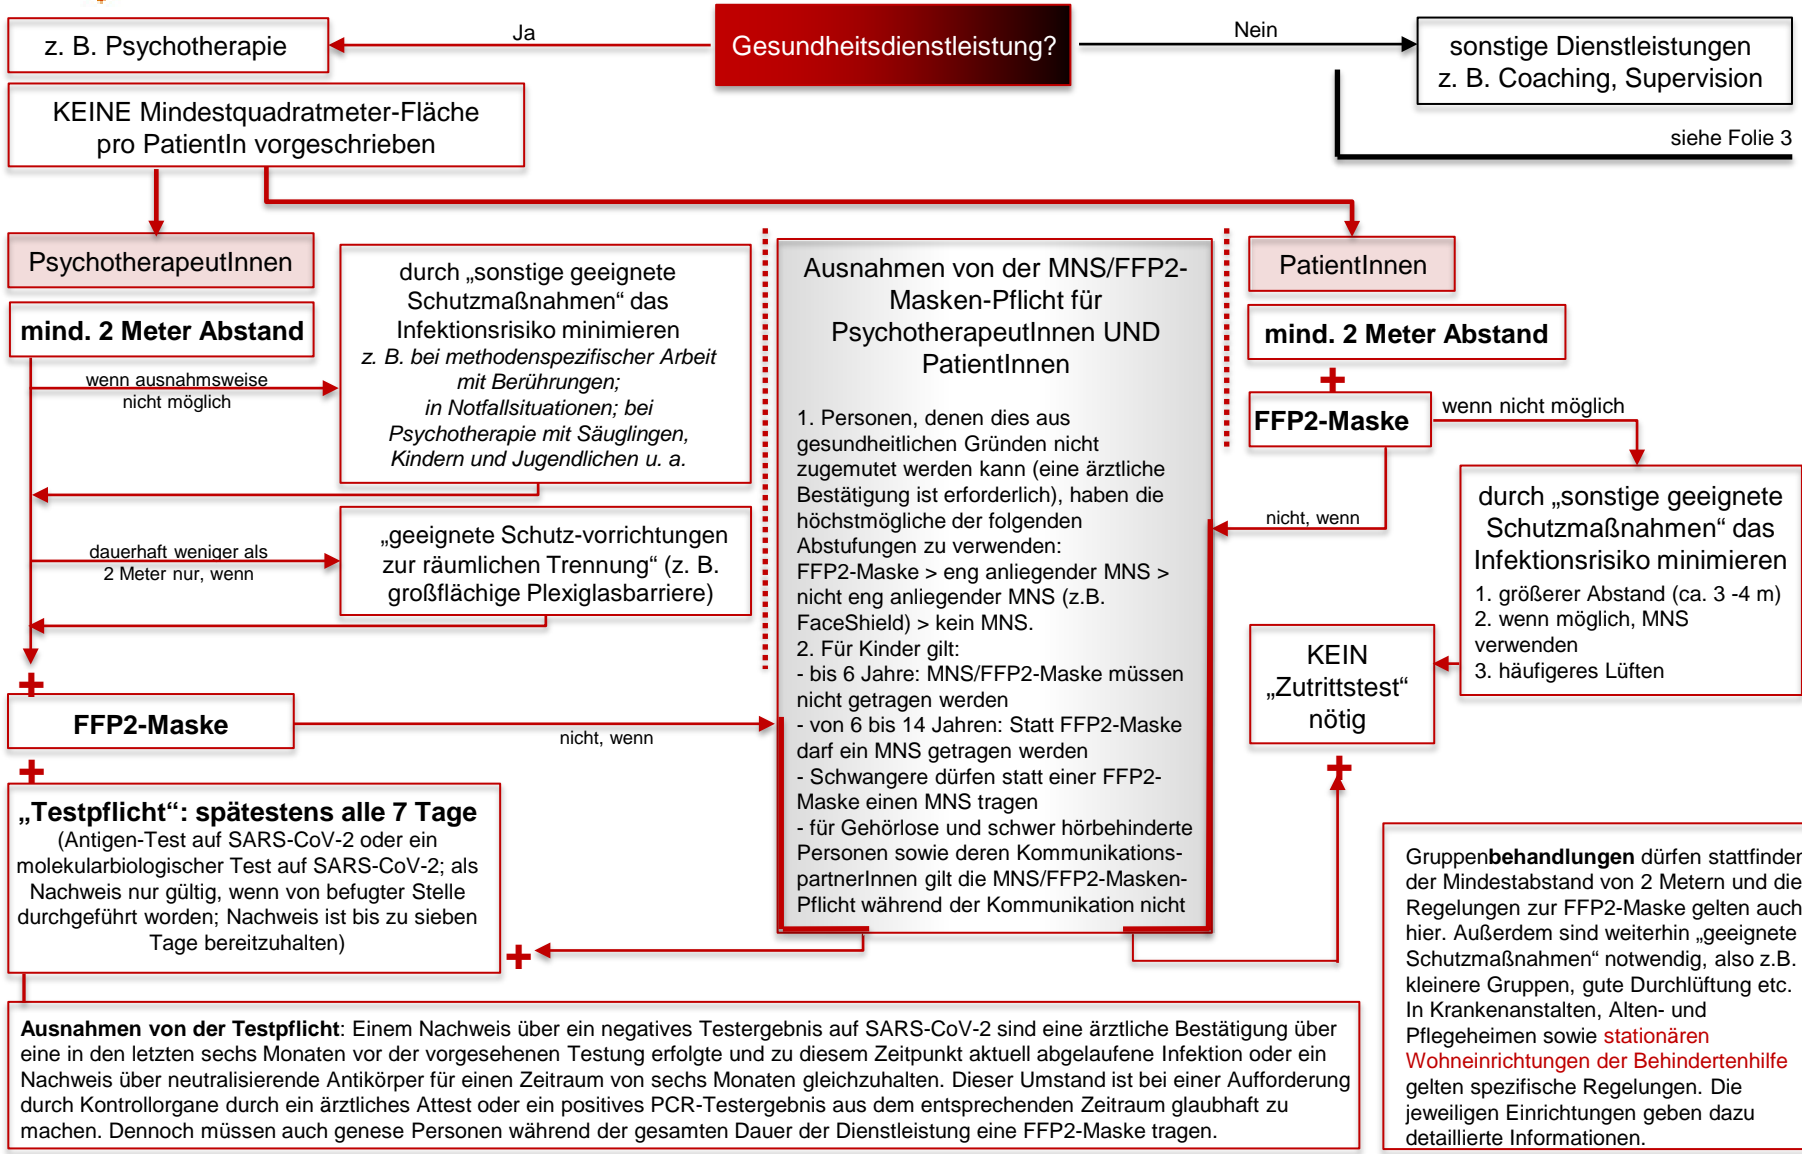 z. B. Psychotherapie
Ja
Gesundheitsdienstleistung?
Nein
sonstige Dienstleistungen
z. B. Coaching, Supervision
KEINE Mindestquadratmeter-Fläche
pro PatientIn vorgeschrieben
siehe Folie 3
PsychotherapeutInnen
mind. 2 Meter Abstand
wenn ausnahmsweise
nicht möglich
durch „sonstige geeignete
Schutzmaßnahmen“ das
Infektionsrisiko minimieren
z. B. bei methodenspezifischer Arbeit
mit Berührungen;
in Notfallsituationen; bei
Psychotherapie mit Säuglingen,
Kindern und Jugendlichen u. a.
dauerhaft weniger als
2 Meter nur, wenn
„geeignete Schutz-vorrichtungen
zur räumlichen Trennung“ (z. B.
großflächige Plexiglasbarriere)
+
FFP2-Maske
nicht, wenn
+
„Testpflicht“: spätestens alle 7 Tage
(Antigen-Test auf SARS-CoV-2 oder ein
molekularbiologischer Test auf SARS-CoV-2; als
Nachweis nur gültig, wenn von befugter Stelle
durchgeführt worden; Nachweis ist bis zu sieben
Tage bereitzuhalten)
+
Ausnahmen von der MNS/FFP2-
Masken-Pflicht für
PsychotherapeutInnen UND
PatientInnen
1. Personen, denen dies aus
gesundheitlichen Gründen nicht
zugemutet werden kann (eine ärztliche
Bestätigung ist erforderlich), haben die
höchstmögliche der folgenden
Abstufungen zu verwenden:
FFP2-Maske > eng anliegender MNS >
nicht eng anliegender MNS (z.B.
FaceShield) > kein MNS.
2. Für Kinder gilt:
- bis 6 Jahre: MNS/FFP2-Maske müssen
nicht getragen werden
- von 6 bis 14 Jahren: Statt FFP2-Maske
darf ein MNS getragen werden
- Schwangere dürfen statt einer FFP2-
Maske einen MNS tragen
- für Gehörlose und schwer hörbehinderte
Personen sowie deren Kommunikations-
partnerInnen gilt die MNS/FFP2-Masken-
Pflicht während der Kommunikation nicht
PatientInnen
mind. 2 Meter Abstand
+
FFP2-Maske
wenn nicht möglich
nicht, wenn
durch „sonstige geeignete
Schutzmaßnahmen“ das
Infektionsrisiko minimieren
1. größerer Abstand (ca. 3 -4 m)
2. wenn möglich, MNS
verwenden
3. häufigeres Lüften
KEIN
„Zutrittstest“
nötig
+
Gruppenbehandlungen dürfen stattfinden
der Mindestabstand von 2 Metern und die
Regelungen zur FFP2-Maske gelten auch
hier. Außerdem sind weiterhin „geeignete
Schutzmaßnahmen“ notwendig, also z.B.
kleinere Gruppen, gute Durchlüftung etc.
In Krankenanstalten, Alten- und
Pflegeheimen sowie stationären
Wohneinrichtungen der Behindertenhilfe
gelten spezifische Regelungen. Die
jeweiligen Einrichtungen geben dazu
detaillierte Informationen.
Ausnahmen von der Testpflicht: Einem Nachweis über ein negatives Testergebnis auf SARS-CoV-2 sind eine ärztliche Bestätigung über
eine in den letzten sechs Monaten vor der vorgesehenen Testung erfolgte und zu diesem Zeitpunkt aktuell abgelaufene Infektion oder ein
Nachweis über neutralisierende Antikörper für einen Zeitraum von sechs Monaten gleichzuhalten. Dieser Umstand ist bei einer Aufforderung
durch Kontrollorgane durch ein ärztliches Attest oder ein positives PCR-Testergebnis aus dem entsprechenden Zeitraum glaubhaft zu
machen. Dennoch müssen auch genese Personen während der gesamten Dauer der Dienstleistung eine FFP2-Maske tragen.